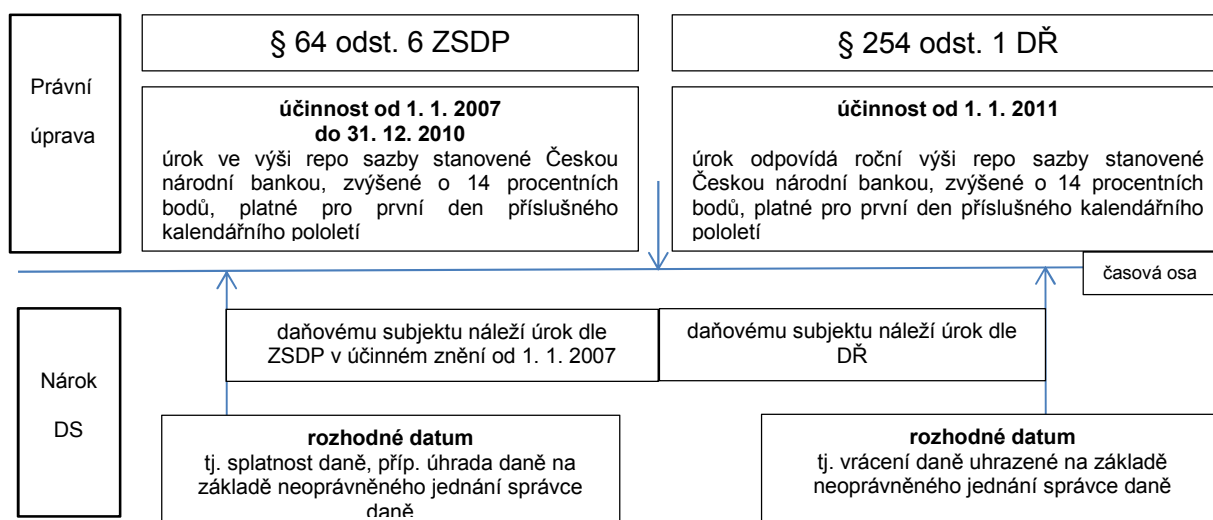 § 64 odst. 6 ZSDP
§ 254 odst. 1 DŘ
Právní
úprava
účinnost od 1. 1. 2007
do 31. 12. 2010
úrok ve výši repo sazby stanovené Českou
národní bankou, zvýšené o 14 procentních
bodů, platné pro první den příslušného
kalendářního pololetí
účinnost od 1. 1. 2011
úrok odpovídá roční výši repo sazby stanovené
Českou národní bankou, zvýšené o 14 procentních
bodů, platné pro první den příslušného kalendářního
pololetí
časová osa
Nárok
DS
daňovému subjektu náleží úrok dle
ZSDP v účinném znění od 1. 1. 2007
daňovému subjektu náleží úrok dle
DŘ
rozhodné datum
tj. splatnost daně, příp. úhrada daně na
základě neoprávněného jednání správce
daně
rozhodné datum
tj. vrácení daně uhrazené na základě
neoprávněného jednání správce daně